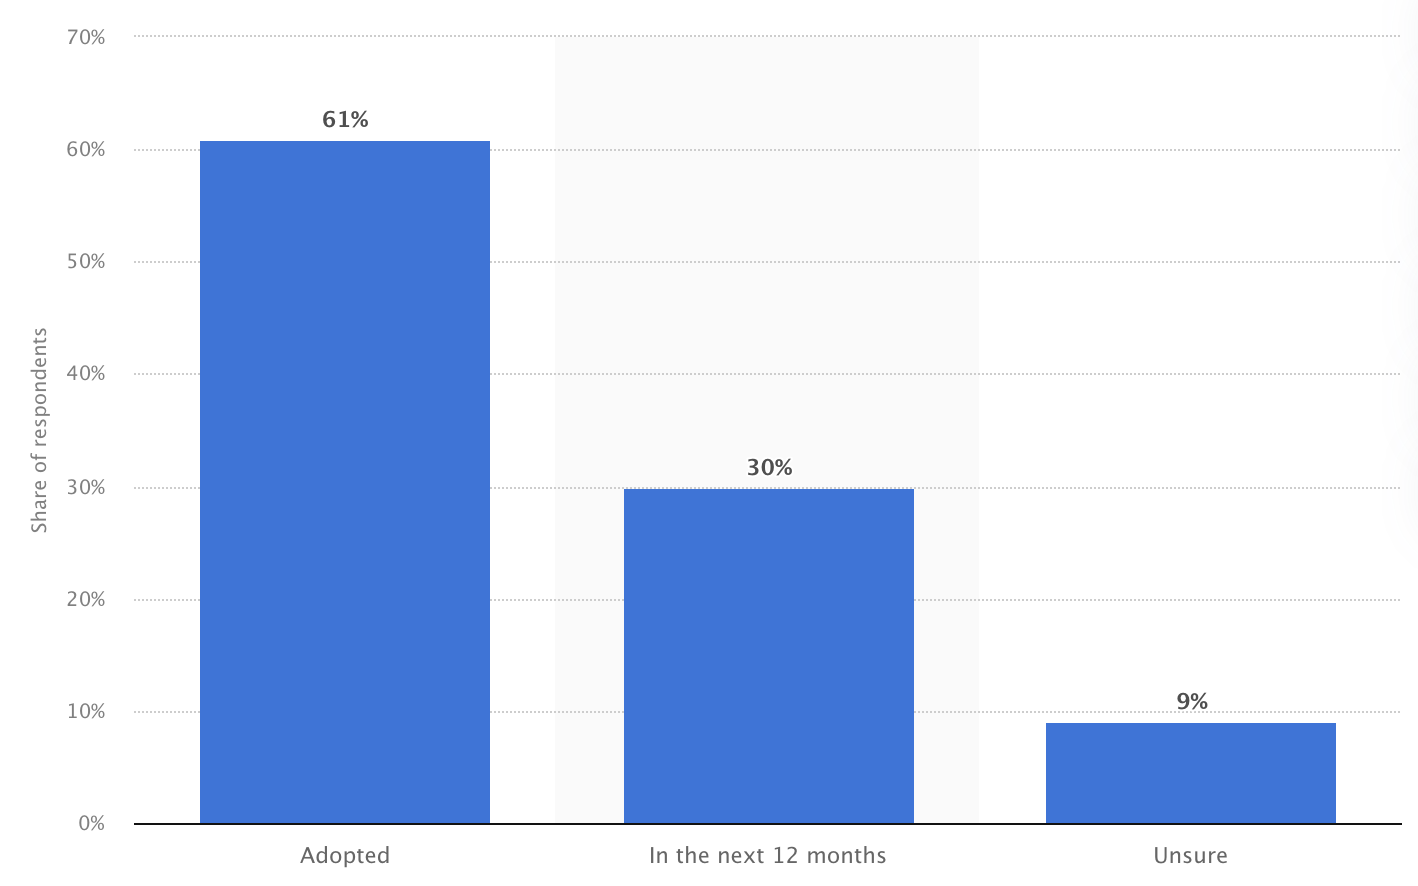 70%
61%
60%
50%
40%
30%
30%
20%
10%
9%
0%
Share of respondents
Adopted
In the next 12 months
Unsure